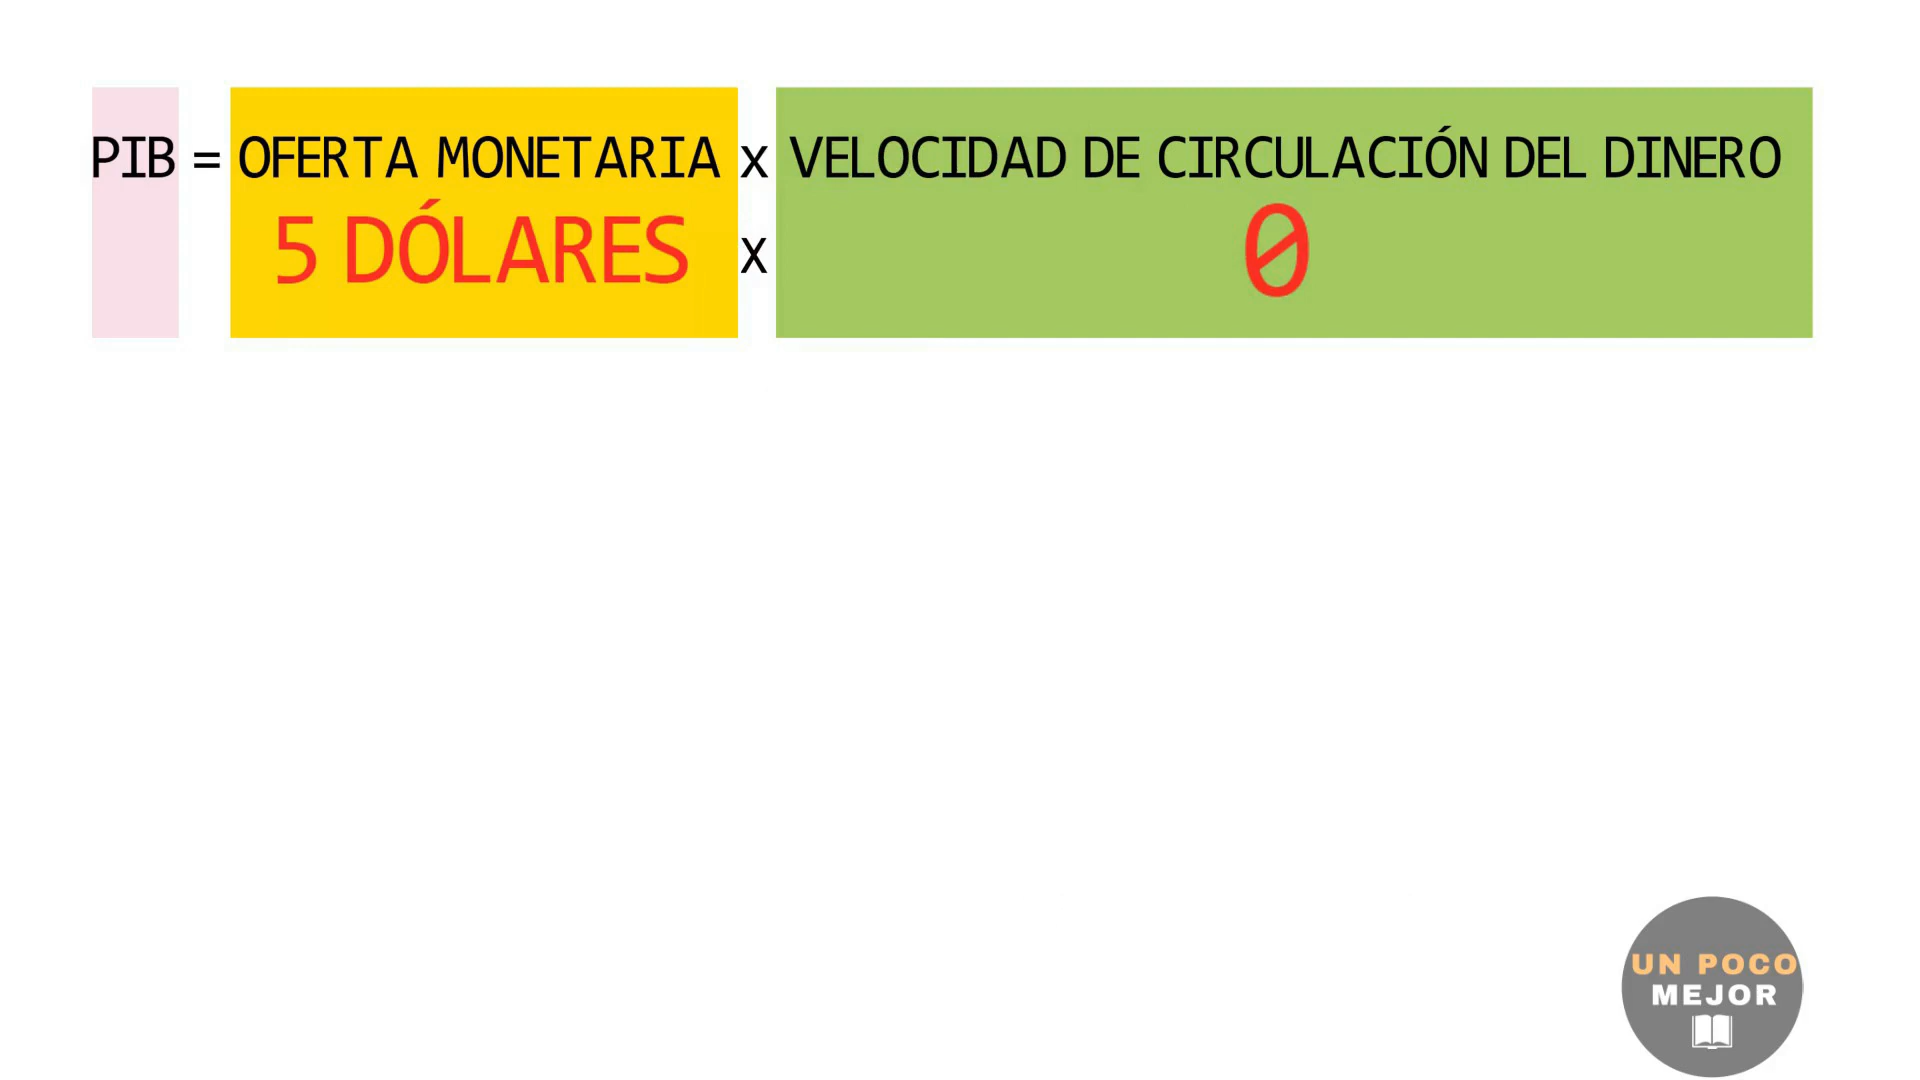 PIB = OFERTA MONETARIA x VELOCIDAD DE CIRCULACIÓN DEL DINERO
5 DÓLARES x 0
UN POCO
MEJOR